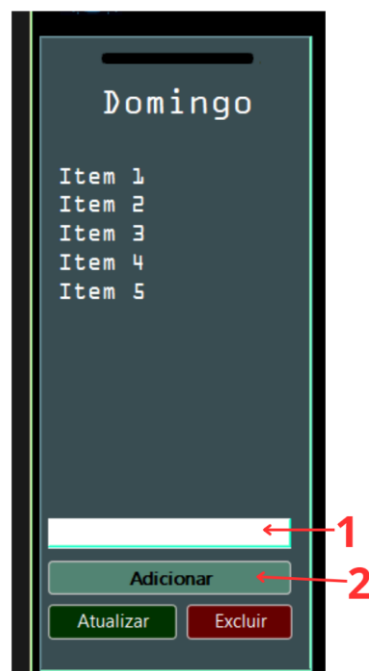 Domingo
Item 1
Item 2
Item 3
Item 4
Item 5
1
Adicionar
2
Atualizar Excluir